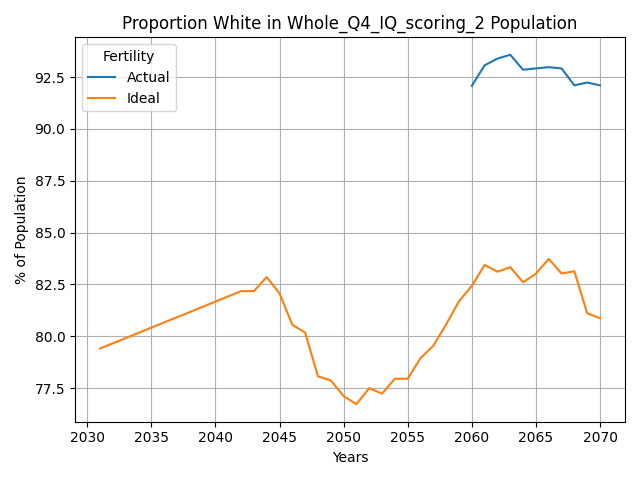 Proportion White in Whole_Q4_IQ_scoring_2 Population
Fertility
Actual
Ideal
92.5
90.0
87.5
85.0
82.5
80.0
77.5
% of Population
2030 2035 2040 2045 2050 2055 2060 2065 2070
Years